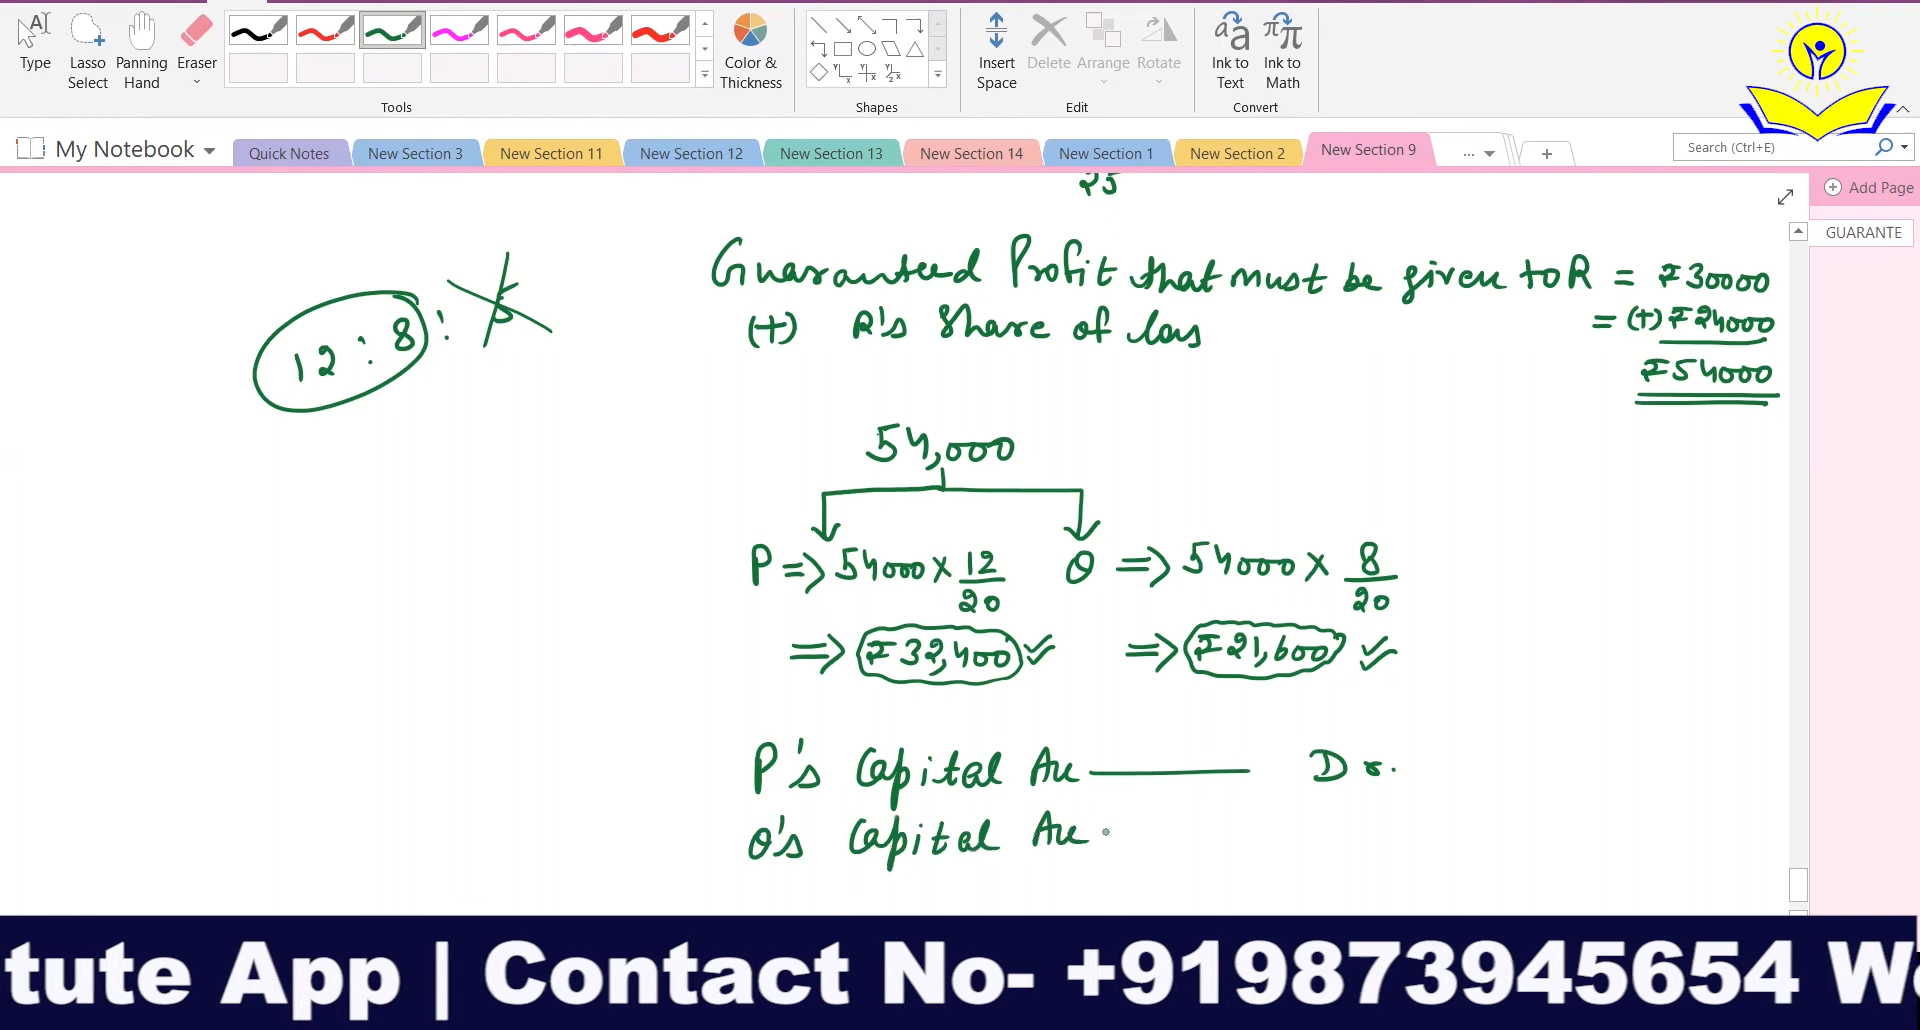 Type Lasso Select Panning Hand Eraser Color & Thickness Insert Space Delete Arrange Rotate Ink to Text Ink to Math
Tools Shapes Edit Convert
My Notebook Quick Notes New Section 3 New Section 11 New Section 12 New Section 13 New Section 14 New Section 1 New Section 2 New Section 9 ... + Search (Ctrl+E)
Add Page
GUARANTE
25
Guaranteed Profit that must be given to R = ₹30000
(+) R's Share of loss = (+) ₹24000
₹54000
12 : 8 : 5
54,000
P => 54000 × 12/20 Q => 54000 × 8/20
=> ₹32,400 => ₹21,600
P's Capital A/c Dr.
Q's Capital A/c
tute App | Contact No- +919873945654 We